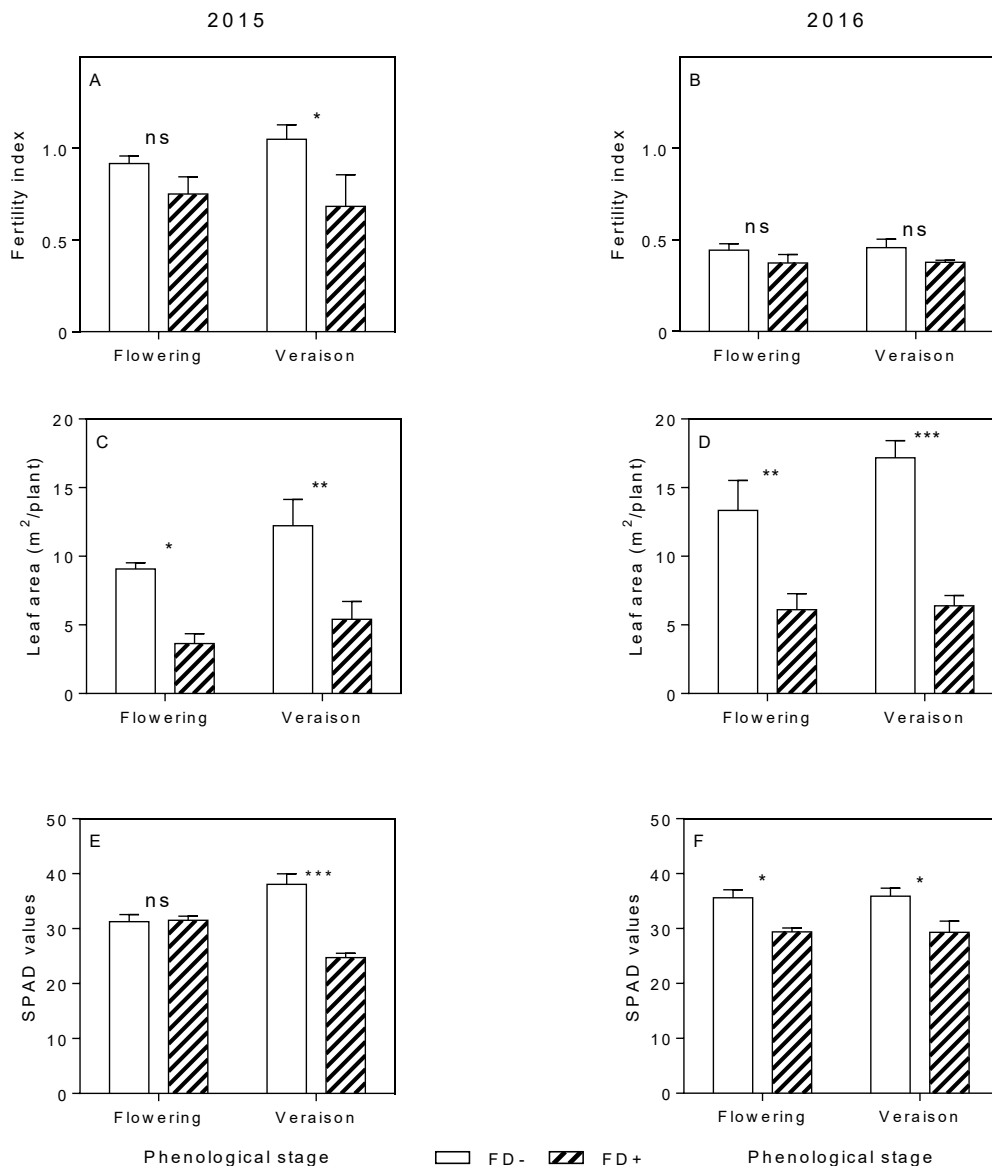 2015
2016
A
Fertility index
1.0
0.5
0
ns
*
Flowering
Veraison
B
Fertility index
1.0
0.5
0
ns
ns
Flowering
Veraison
C
Leaf area (m²/plant)
20
15
10
5
0
*
**
Flowering
Veraison
D
Leaf area (m²/plant)
20
15
10
5
0
**
***
Flowering
Veraison
E
SPAD values
50
40
30
20
10
0
ns
***
Flowering
Veraison
F
SPAD values
50
40
30
20
10
0
*
*
Flowering
Veraison
Phenological stage
FD-
FD+
Phenological stage